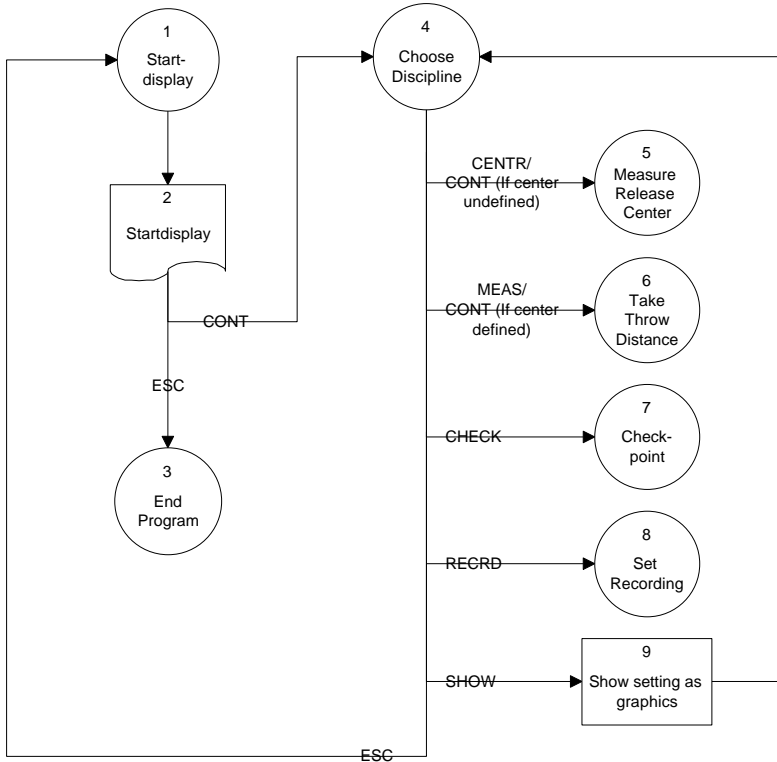 1
Start-
display
2
Startdisplay
CONT
ESC
3
End
Program
4
Choose
Discipline
CENTR/
CONT (If center
undefined)
5
Measure
Release
Center
MEAS/
CONT (If center
defined)
6
Take
Throw
Distance
CHECK
7
Check-
point
RECRD
8
Set
Recording
SHOW
9
Show setting as
graphics
ESC